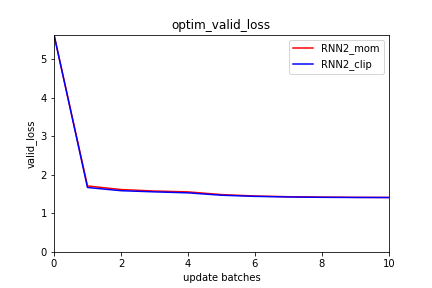 optim_valid_loss
RNN2_mom
RNN2_clip
valid_loss
5
4
3
2
1
0
0 2 4 6 8 10
update batches